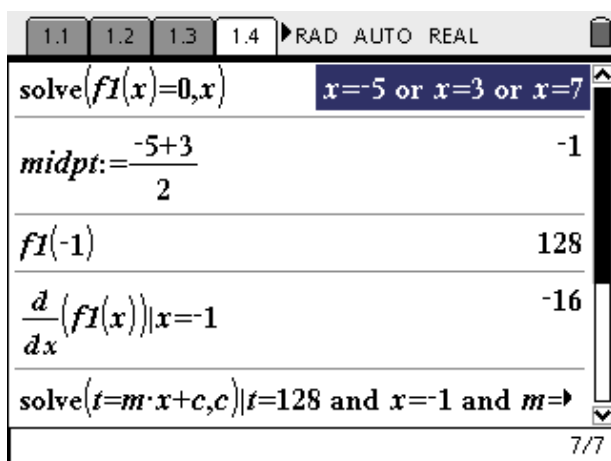 1.1 1.2 1.3 1.4 RAD AUTO REAL
solve(f1(x)=0,x) x=-5 or x=3 or x=7
midpt:=(-5+3)/2 -1
f1(-1) 128
d/dx(f1(x))|x=-1 -16
solve(t=m·x+c,c)|t=128 and x=-1 and m=
7/7